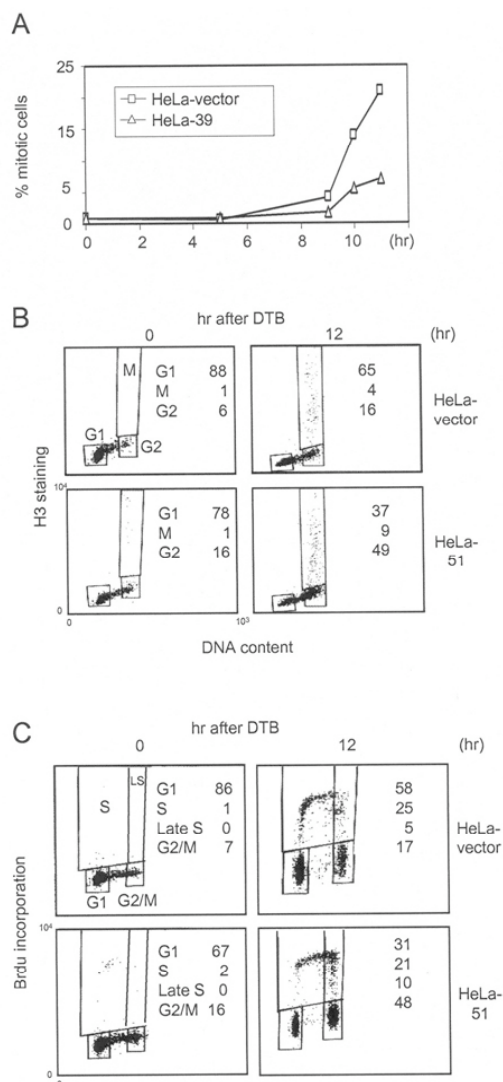 A
25
15
5
0
% mitotic cells
HeLa-vector
HeLa-39
0 2 4 6 8 10 (hr)
B
hr after DTB
0 12 (hr)
M
G1 88
M 1
G2 6
G1
G2
65
4
16
HeLa-
vector
H3 staining
10⁴
G1 78
M 1
G2 16
37
9
49
HeLa-
51
0
0
10³
DNA content
C
hr after DTB
0 12 (hr)
S
LS
G1 86
S 1
Late S 0
G2/M 7
G1 G2/M
58
25
5
17
HeLa-
vector
Brdu incorporation
10⁴
G1 67
S 2
Late S 0
G2/M 16
31
21
10
48
HeLa-
51